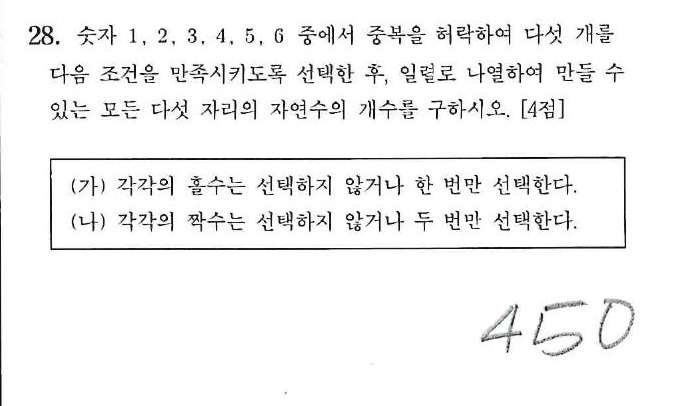 28. 숫자 1, 2, 3, 4, 5, 6 중에서 중복을 허락하여 다섯 개를
다음 조건을 만족시키도록 선택한 후, 일렬로 나열하여 만들 수
있는 모든 다섯 자리의 자연수의 개수를 구하시오. [4점]
(가) 각각의 홀수는 선택하지 않거나 한 번만 선택한다.
(나) 각각의 짝수는 선택하지 않거나 두 번만 선택한다.
450